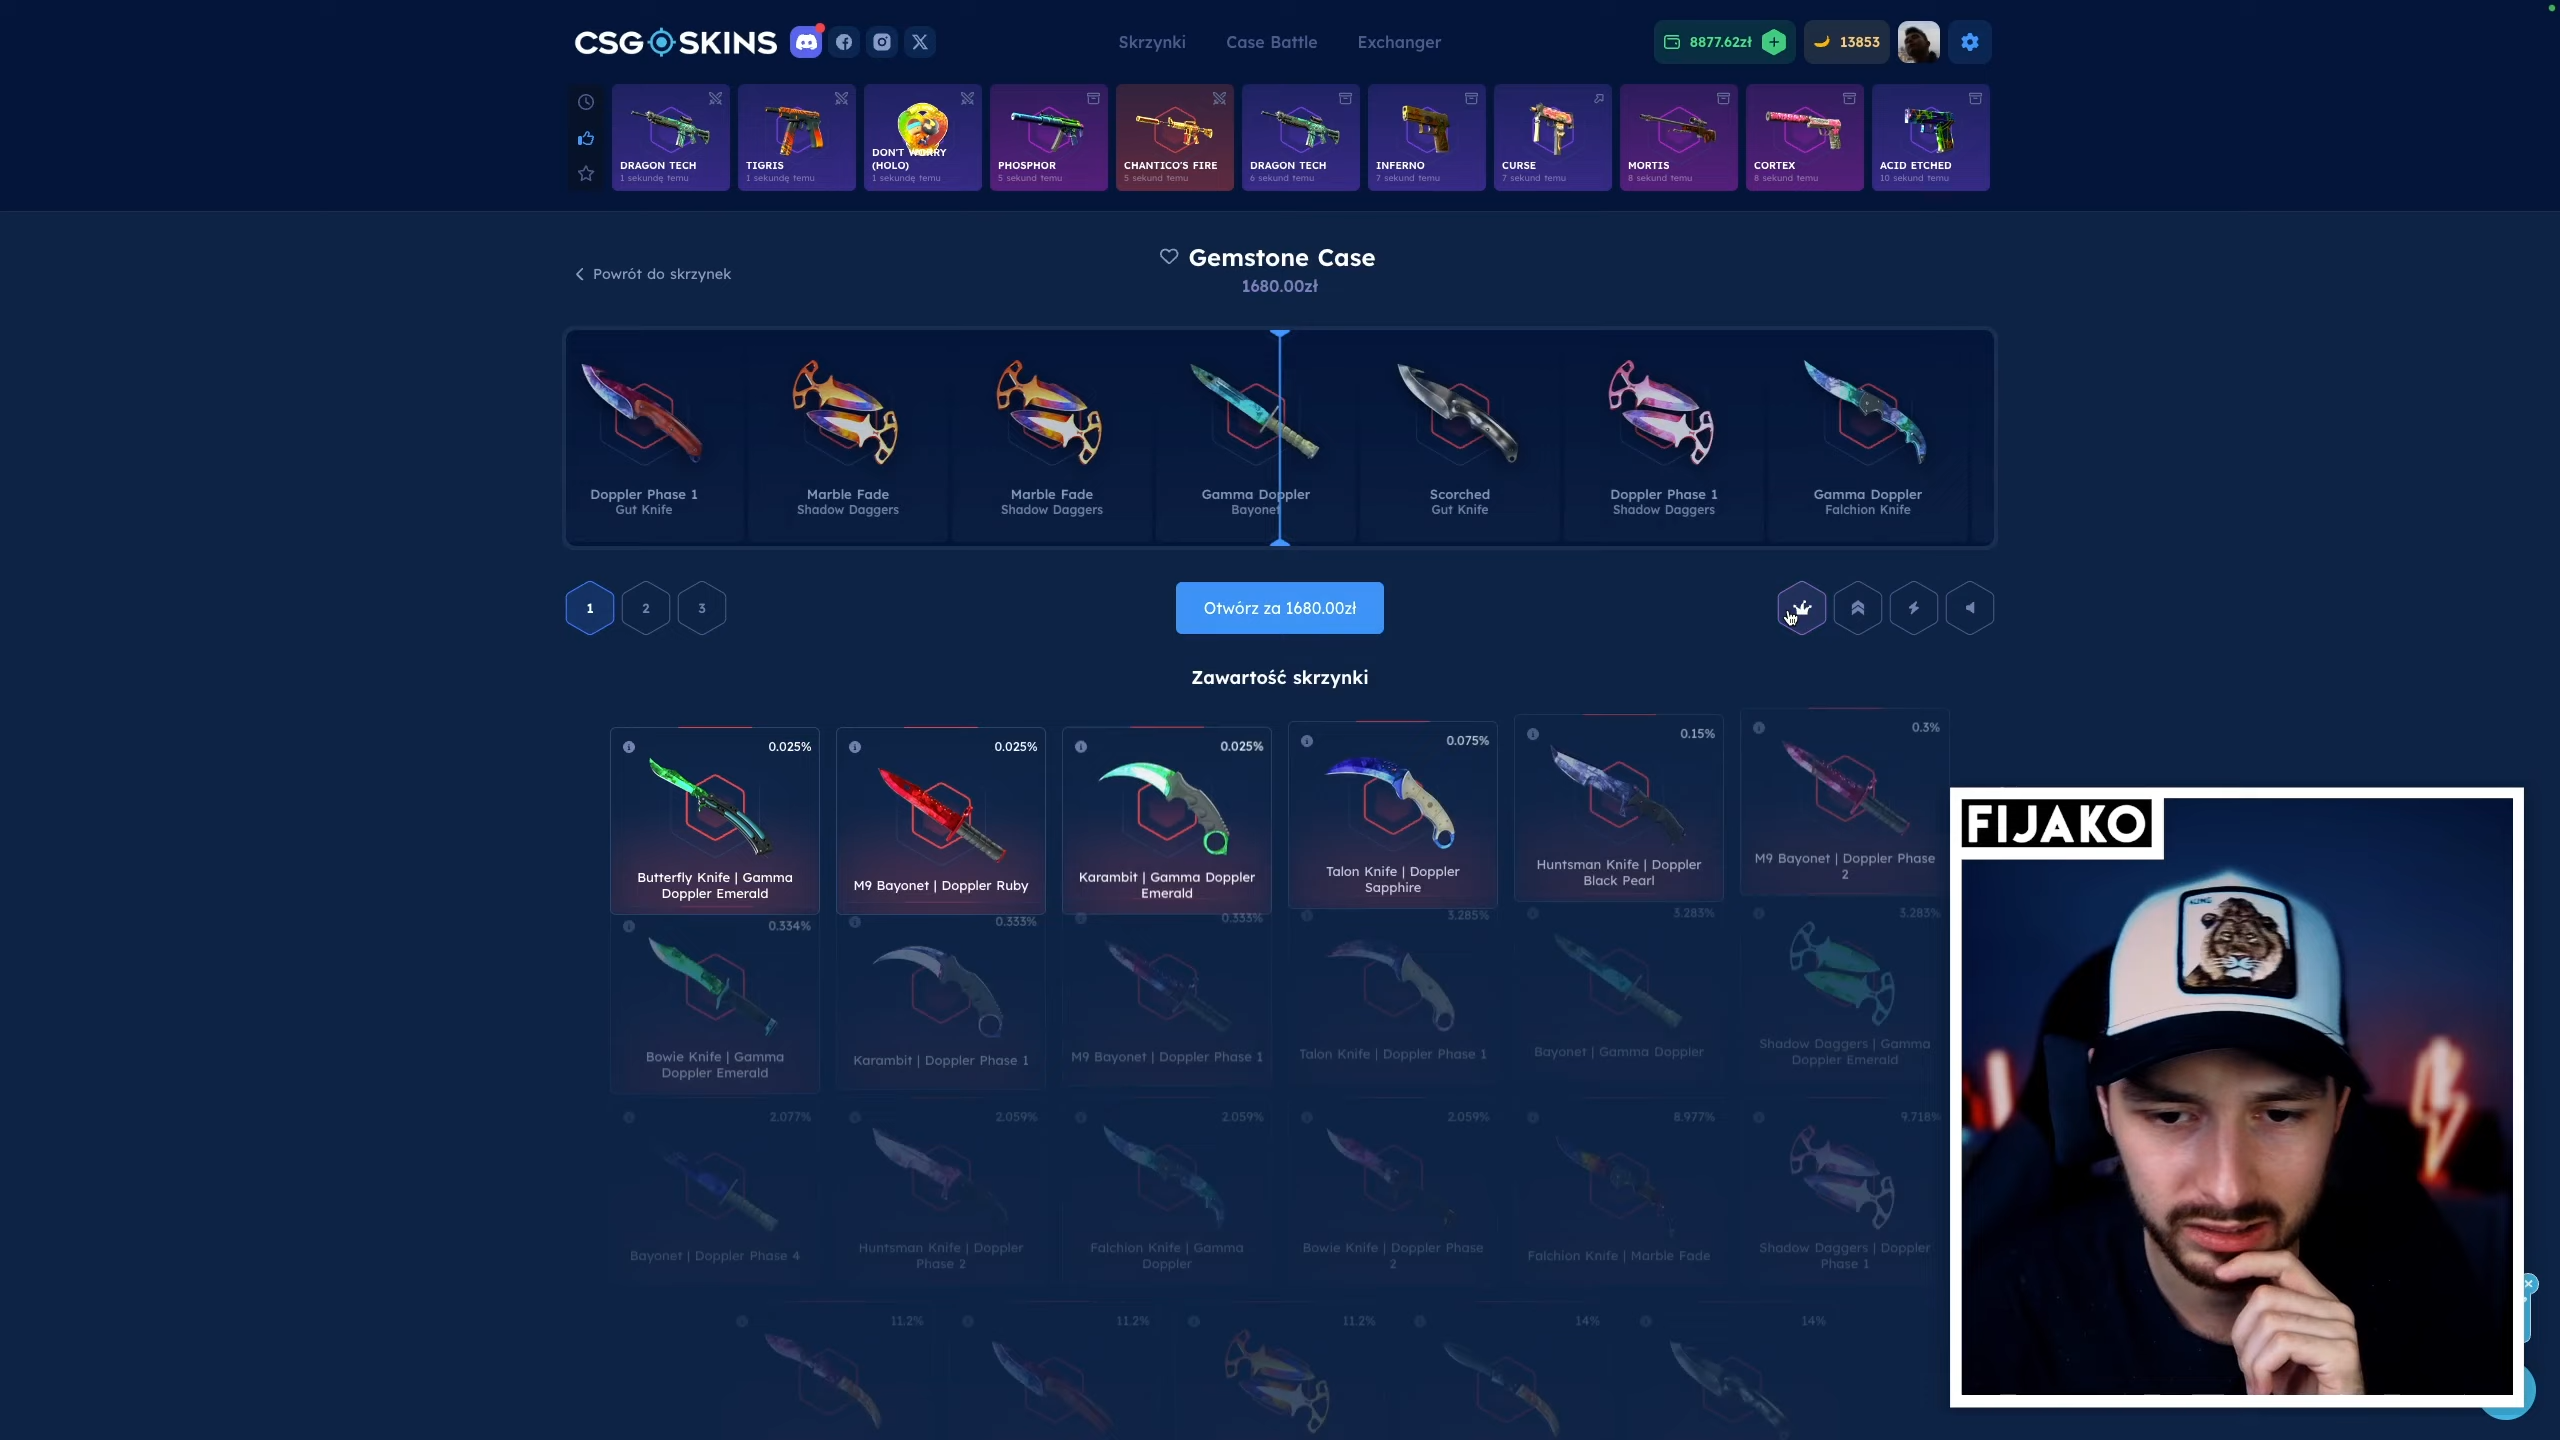 CSG SKINS
Skrzynki
Case Battle
Exchanger
8877.62zł
13853
DRAGON TECH
1 sekundę temu
TIGRIS
1 sekundę temu
DON'T WORRY
(HOLO)
1 sekundę temu
PHOSPHOR
5 sekund temu
CHANTICO'S FIRE
5 sekund temu
DRAGON TECH
6 sekund temu
INFERNO
7 sekund temu
CURSE
7 sekund temu
MORTIS
8 sekund temu
CORTEX
8 sekund temu
ACID ETCHED
10 sekund temu
Powrót do skrzynek
Gemstone Case
1680.00zł
Doppler Phase 1
Gut Knife
Marble Fade
Shadow Daggers
Marble Fade
Shadow Daggers
Gamma Doppler
Bayonet
Scorched
Gut Knife
Doppler Phase 1
Shadow Daggers
Gamma Doppler
Falchion Knife
1
2
3
Otwórz za 1680.00zł
Zawartość skrzynki
0.025%
Butterfly Knife | Gamma
Doppler Emerald
0.025%
M9 Bayonet | Doppler Ruby
0.025%
Karambit | Gamma Doppler
Emerald
0.075%
Talon Knife | Doppler
Sapphire
0.15%
Huntsman Knife | Doppler
Black Pearl
0.3%
M9 Bayonet | Doppler Phase
2
0.334%
Bowie Knife | Gamma
Doppler Emerald
0.333%
Karambit | Doppler Phase 1
0.333%
M9 Bayonet | Doppler Phase 1
3.285%
Talon Knife | Doppler Phase 1
3.283%
Bayonet | Gamma Doppler
3.283%
Shadow Daggers | Gamma
Doppler Emerald
2.077%
Bayonet | Doppler Phase 4
2.059%
Huntsman Knife | Doppler
Phase 2
2.059%
Falchion Knife | Gamma
Doppler
2.059%
Bowie Knife | Doppler Phase
2
8.977%
Falchion Knife | Marble Fade
9.718%
Shadow Daggers | Doppler
Phase 1
11.2%
11.2%
11.2%
14%
14%
FIJAKO